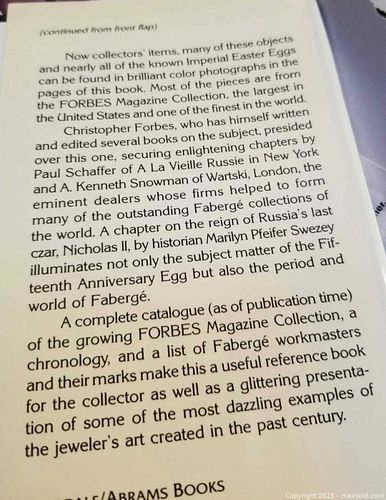 (continued from front flap)
Now collectors' items, many of these objects
and nearly all of the known Imperial Easter Eggs
can be found in brilliant color photographs in the
pages of this book. Most of the pieces are from
the FORBES Magazine Collection, the largest in
the United States and one of the finest in the world.
Christopher Forbes, who has himself written
and edited several books on the subject, presided
over this one, securing enlightening chapters by
Paul Schaffer of A La Vieille Russie in New York
and A. Kenneth Snowman of Wartski, London, the
eminent dealers whose firms helped to form
many of the outstanding Fabergé collections of
the world. A chapter on the reign of Russia's last
czar, Nicholas II, by historian Marilyn Pfeifer Swezey
illuminates not only the subject matter of the Fif-
teenth Anniversary Egg but also the period and
world of Fabergé.
A complete catalogue (as of publication time)
of the growing FORBES Magazine Collection, a
chronology, and a list of Fabergé workmasters
and their marks make this a useful reference book
for the collector as well as a glittering presenta-
tion of some of the most dazzling examples of
the jeweler's art created in the past century.
/ABRAMS BOOKS
Copyright 2025 - maxsold.com